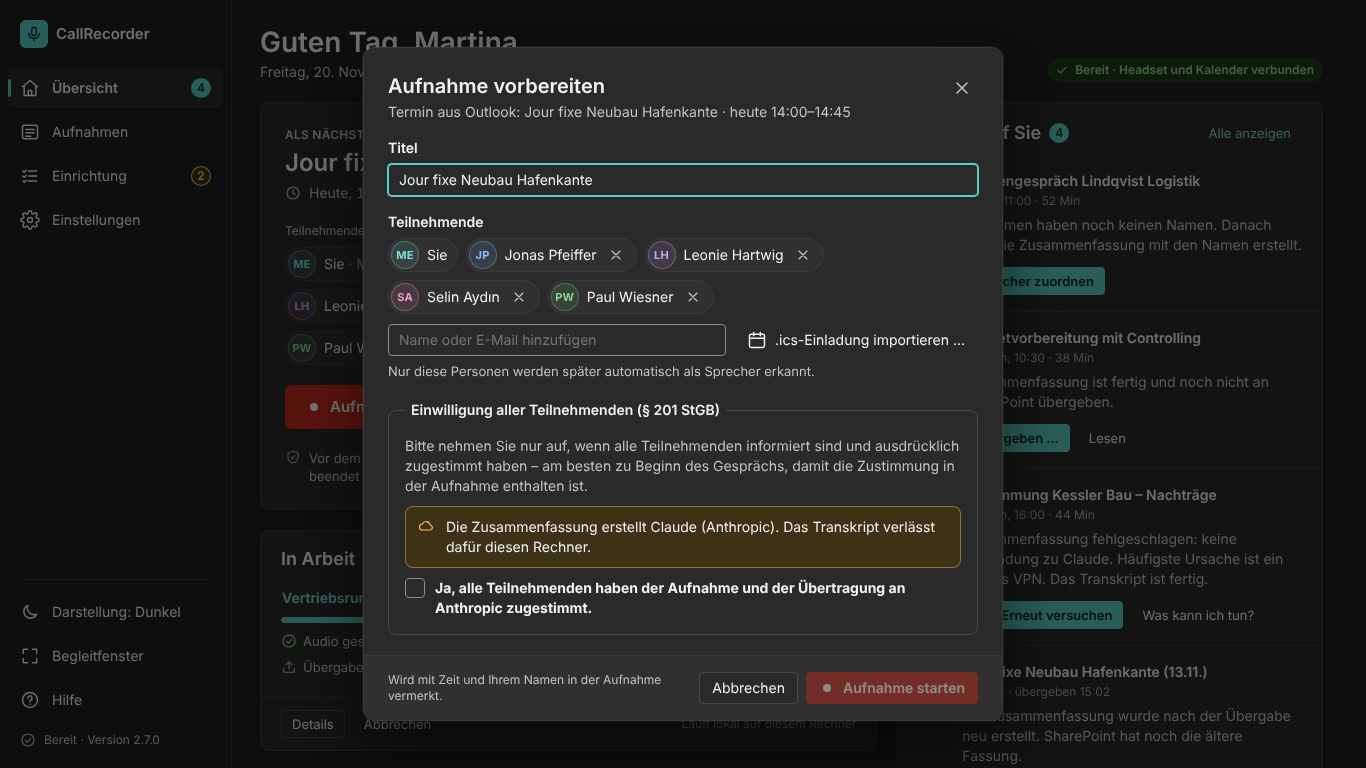 CallRecorder
Übersicht
4
Aufnahmen
Einrichtung
2
Einstellungen
Darstellung: Dunkel
Begleitfenster
Hilfe
Bereit · Version 2.7.0
Guten Tag, Martina
Freitag, 20. Nov
Bereit · Headset und Kalender verbunden
ALS NÄCHST
Jour fix
Heute, 1
Teilnehmende
ME
Sie · M
LH
Leonie
PW
Paul W
Aufn
Vor dem
beendet
In Arbeit
Vertriebsrun
Audio ges
Übergabe
Details
Abbrechen
Läuft lokal auf diesem Rechner
Aufnahme vorbereiten
Termin aus Outlook: Jour fixe Neubau Hafenkante · heute 14:00–14:45
Titel
Jour fixe Neubau Hafenkante
Teilnehmende
ME Sie
JP Jonas Pfeiffer
LH Leonie Hartwig
SA Selin Aydın
PW Paul Wiesner
Name oder E-Mail hinzufügen
.ics-Einladung importieren ...
Nur diese Personen werden später automatisch als Sprecher erkannt.
Einwilligung aller Teilnehmenden (§ 201 StGB)
Bitte nehmen Sie nur auf, wenn alle Teilnehmenden informiert sind und ausdrücklich
zugestimmt haben – am besten zu Beginn des Gesprächs, damit die Zustimmung in
der Aufnahme enthalten ist.
Die Zusammenfassung erstellt Claude (Anthropic). Das Transkript verlässt
dafür diesen Rechner.
Ja, alle Teilnehmenden haben der Aufnahme und der Übertragung an
Anthropic zugestimmt.
Wird mit Zeit und Ihrem Namen in der Aufnahme
vermerkt.
Abbrechen
Aufnahme starten
f Sie
4
Alle anzeigen
engespräch Lindqvist Logistik
11:00 · 52 Min
men haben noch keinen Namen. Danach
ie Zusammenfassung mit den Namen erstellt.
cher zuordnen
etvorbereitung mit Controlling
n, 10:30 · 38 Min
mmenfassung ist fertig und noch nicht an
Point übergeben.
geben ...
Lesen
mmung Kessler Bau – Nachträge
n, 16:00 · 44 Min
mmenfassung fehlgeschlagen: keine
ndung zu Claude. Häufigste Ursache ist ein
s VPN. Das Transkript ist fertig.
Erneut versuchen
Was kann ich tun?
ixe Neubau Hafenkante (13.11.)
· übergeben 15:02
usammenfassung wurde nach der Übergabe
neu erstellt. SharePoint hat noch die ältere
Fassung.